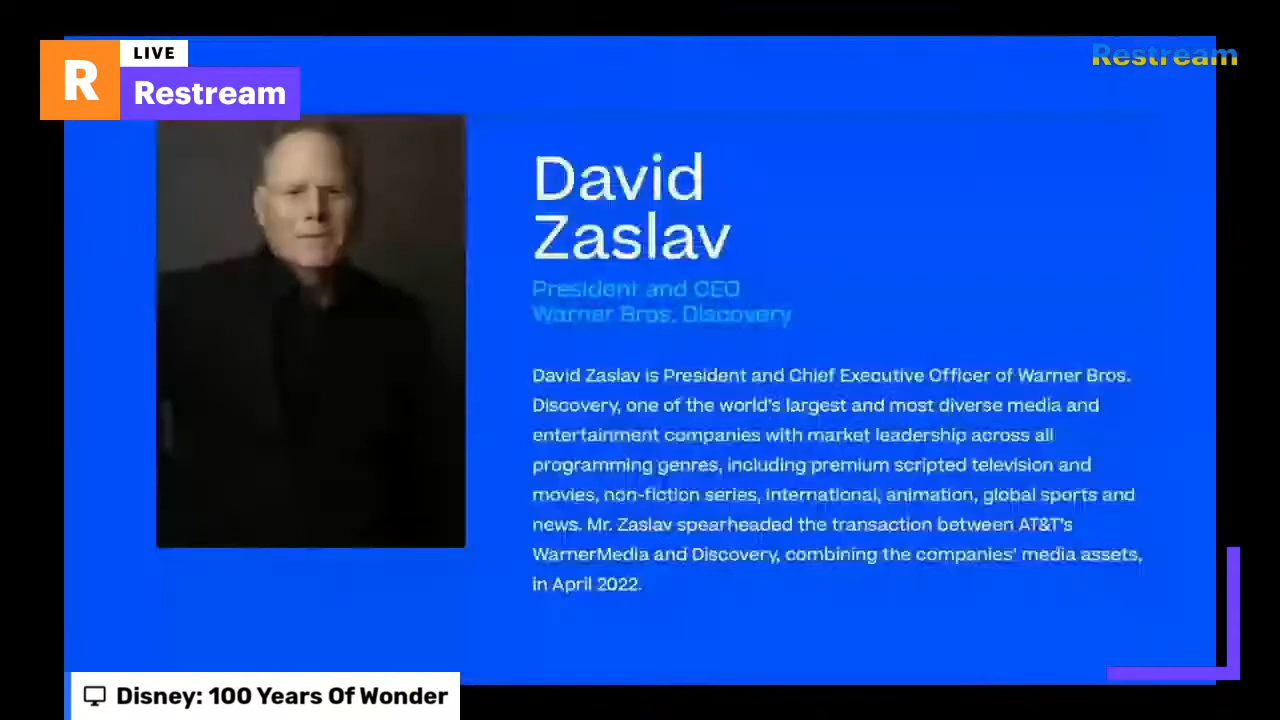 R
LIVE
Restream
Restream
David
Zaslav
President and CEO
Warner Bros. Discovery
David Zaslav is President and Chief Executive Officer of Warner Bros.
Discovery, one of the world's largest and most diverse media and
entertainment companies with market leadership across all
programming genres, including premium scripted television and
movies, non-fiction series, international, animation, global sports and
news. Mr. Zaslav spearheaded the transaction between AT&T's
WarnerMedia and Discovery, combining the companies' media assets,
in April 2022.
Disney: 100 Years Of Wonder